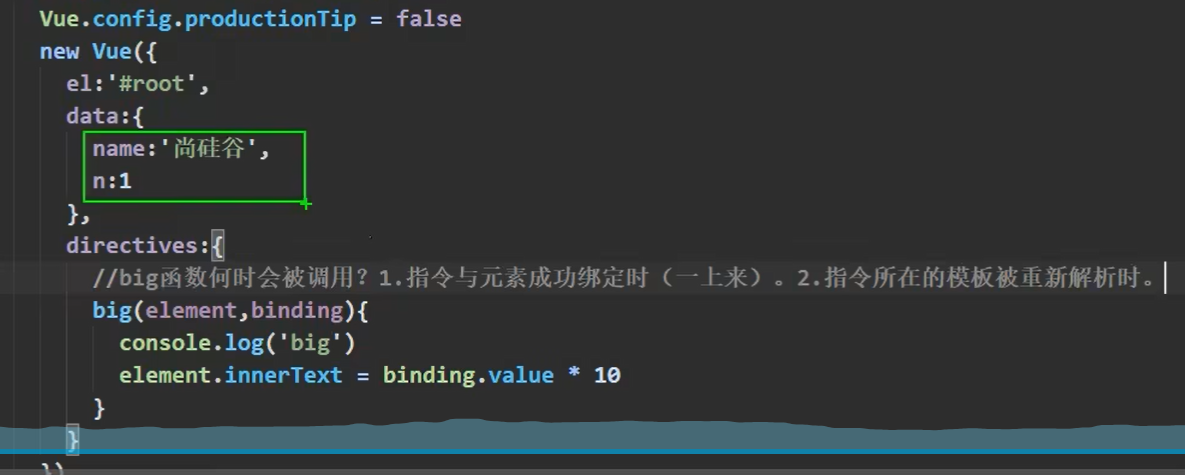 Vue.config.productionTip = false
new Vue({
el:'#root',
data:{
name:'尚硅谷',
n:1
},
directives:{
//big函数何时会被调用？1.指令与元素成功绑定时（一上来）。2.指令所在的模板被重新解析时。
big(element,binding){
console.log('big')
element.innerText = binding.value * 10
}
}
})